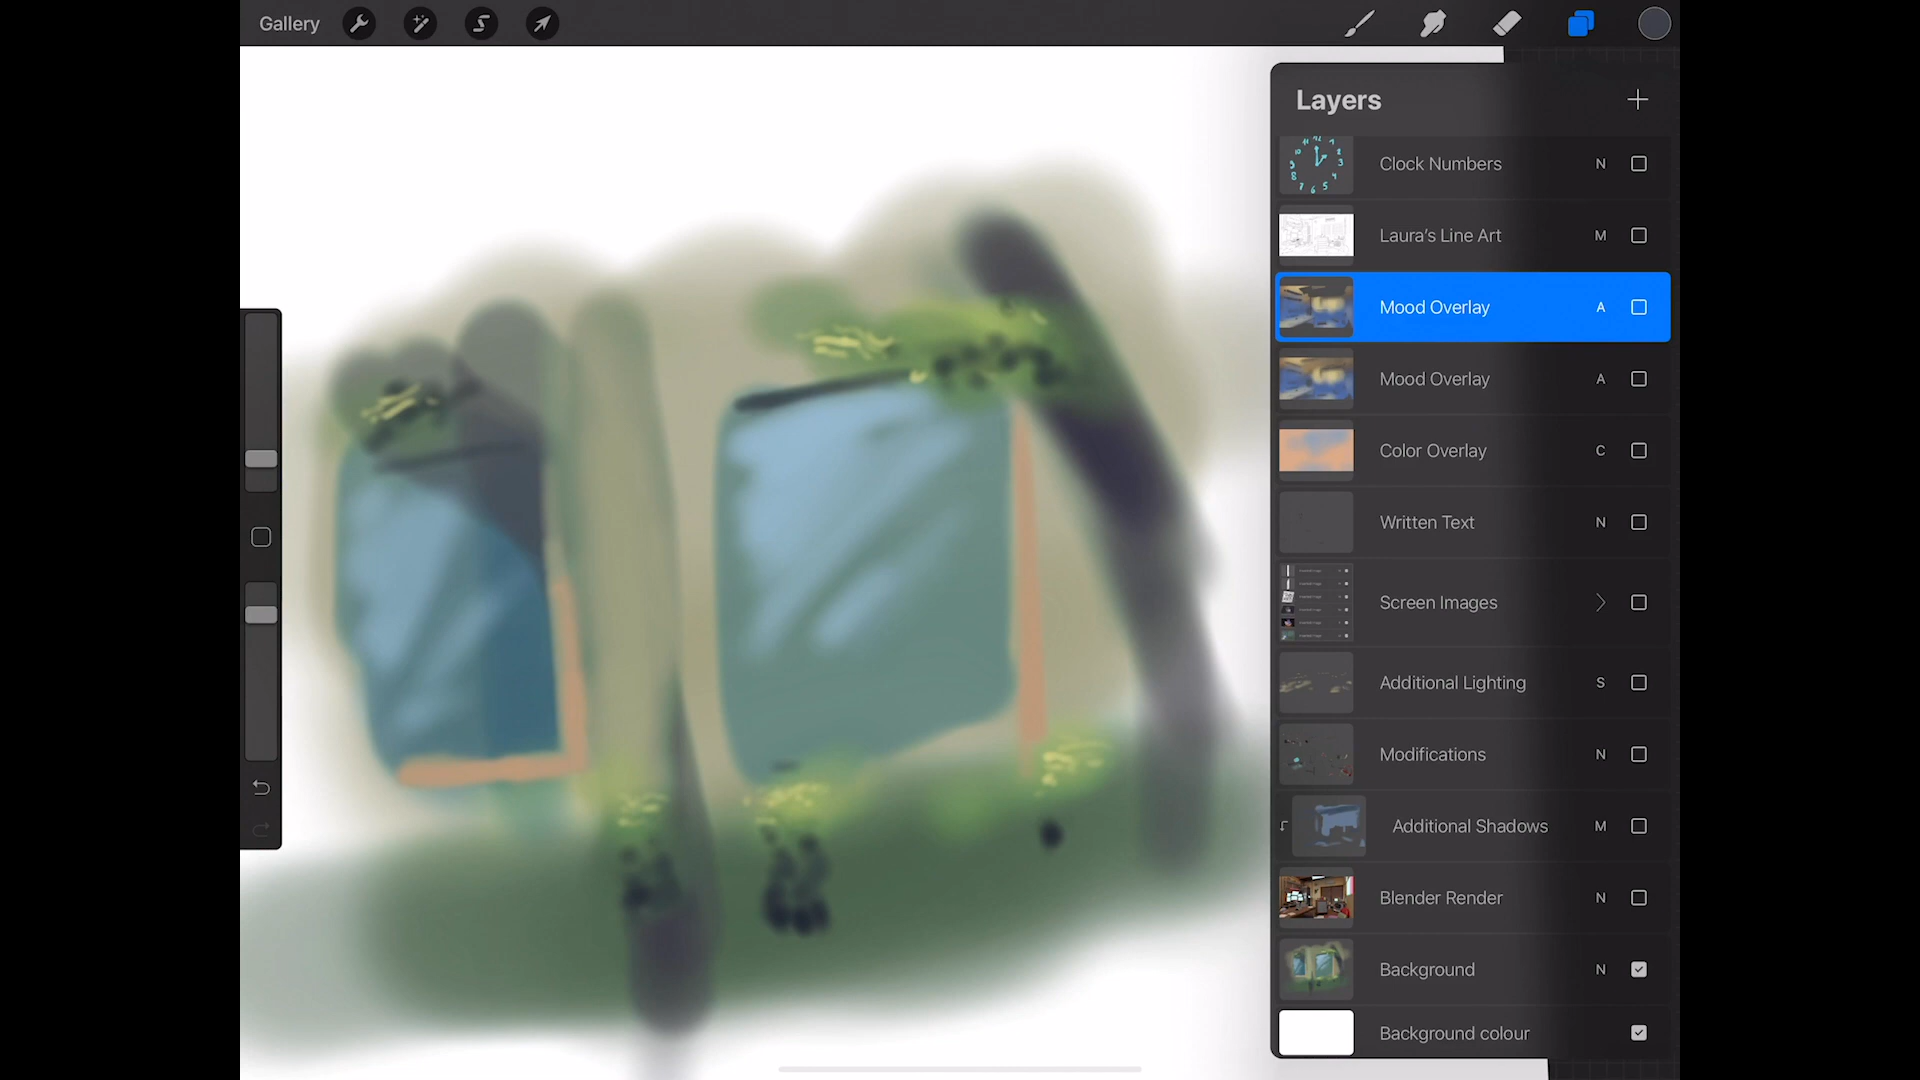 Gallery
Layers
Clock Numbers N
Laura's Line Art M
Mood Overlay A
Mood Overlay A
Color Overlay C
Written Text N
Screen Images
Additional Lighting S
Modifications N
Additional Shadows M
Blender Render N
Background N
Background colour